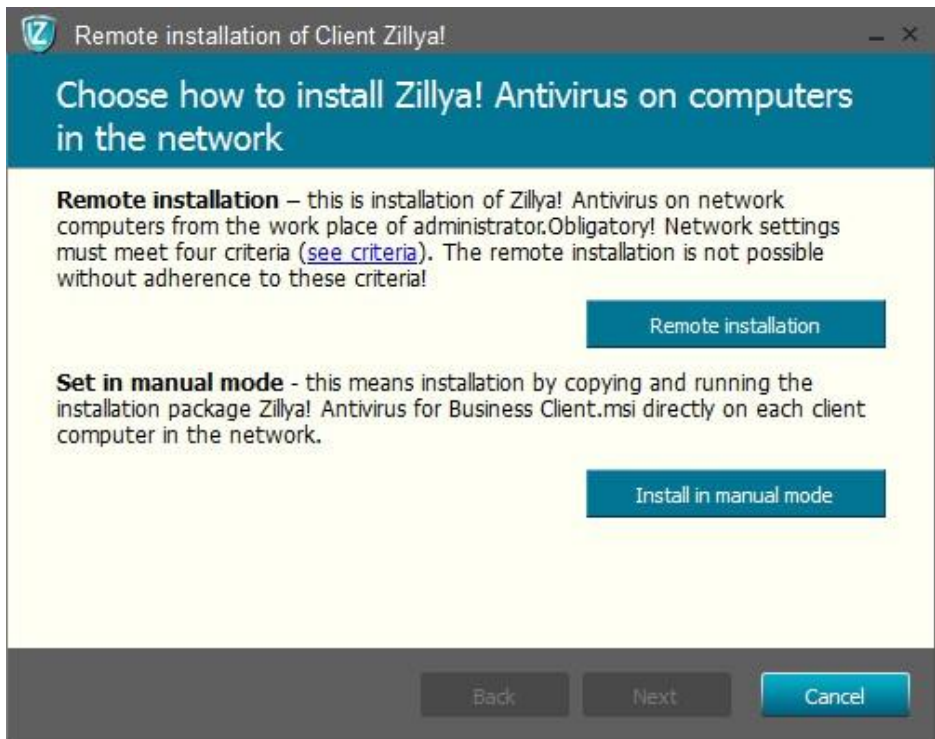 Remote installation of Client Zillya!
Choose how to install Zillya! Antivirus on computers
in the network
Remote installation – this is installation of Zillya! Antivirus on network
computers from the work place of administrator.Obligatory! Network settings
must meet four criteria (see criteria). The remote installation is not possible
without adherence to these criteria!
Remote installation
Set in manual mode - this means installation by copying and running the
installation package Zillya! Antivirus for Business Client.msi directly on each client
computer in the network.
Install in manual mode
Back
Next
Cancel